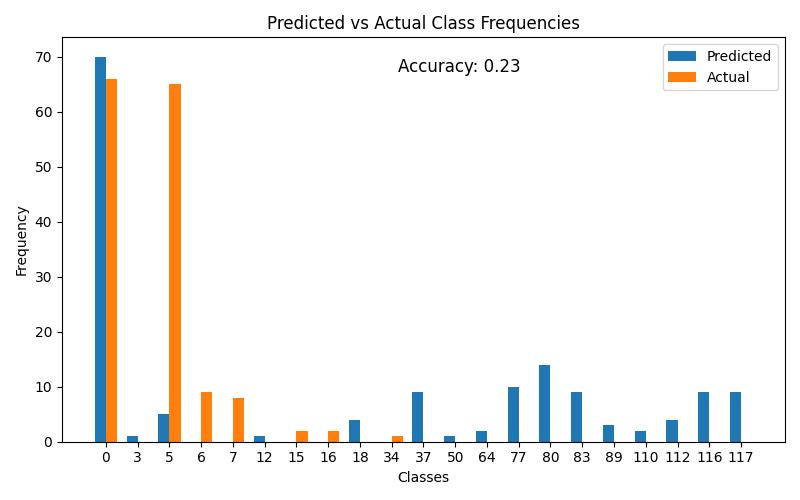 Predicted vs Actual Class Frequencies
Accuracy: 0.23
Predicted
Actual
70
60
50
40
30
20
10
0
Frequency
0 3 5 6 7 12 15 16 18 34 37 50 64 77 80 83 89 110 112 116 117
Classes